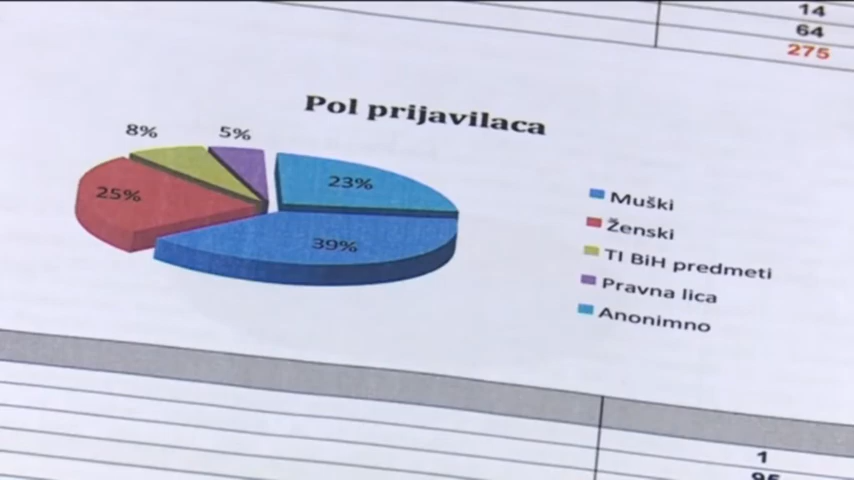 14
64
275
Pol prijavilaca
8%
5%
25%
23%
39%
Muški
Ženski
TI BiH predmeti
Pravna lica
Anonimno
1